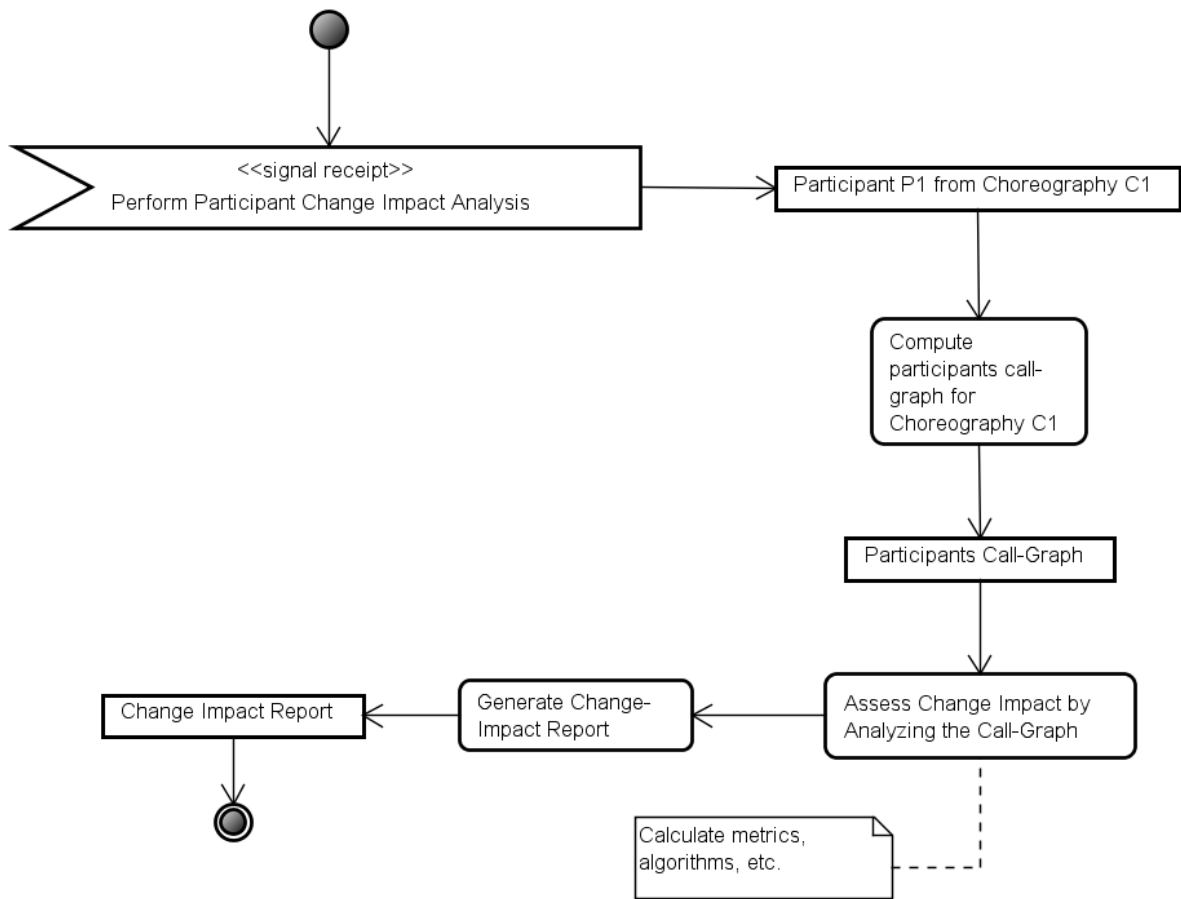 <<signal receipt>>
Perform Participant Change Impact Analysis
Participant P1 from Choreography C1
Compute
participants call-
graph for
Choreography C1
Participants Call-Graph
Assess Change Impact by
Analyzing the Call-Graph
Generate Change-
Impact Report
Change Impact Report
Calculate metrics,
algorithms, etc.